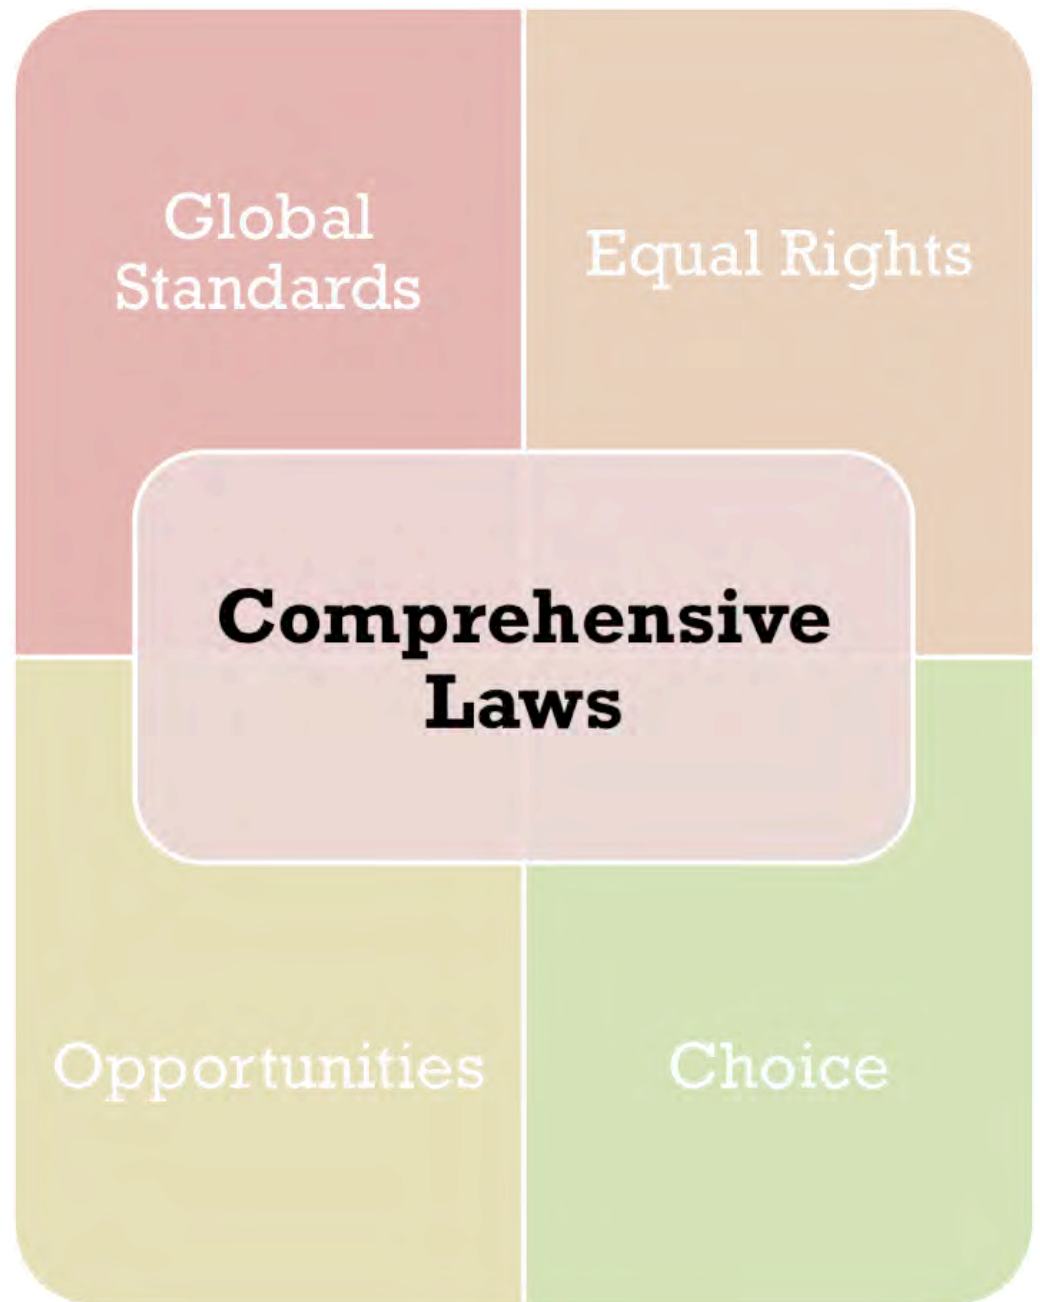 Global
Standards
Equal Rights
Comprehensive
Laws
Opportunities
Choice